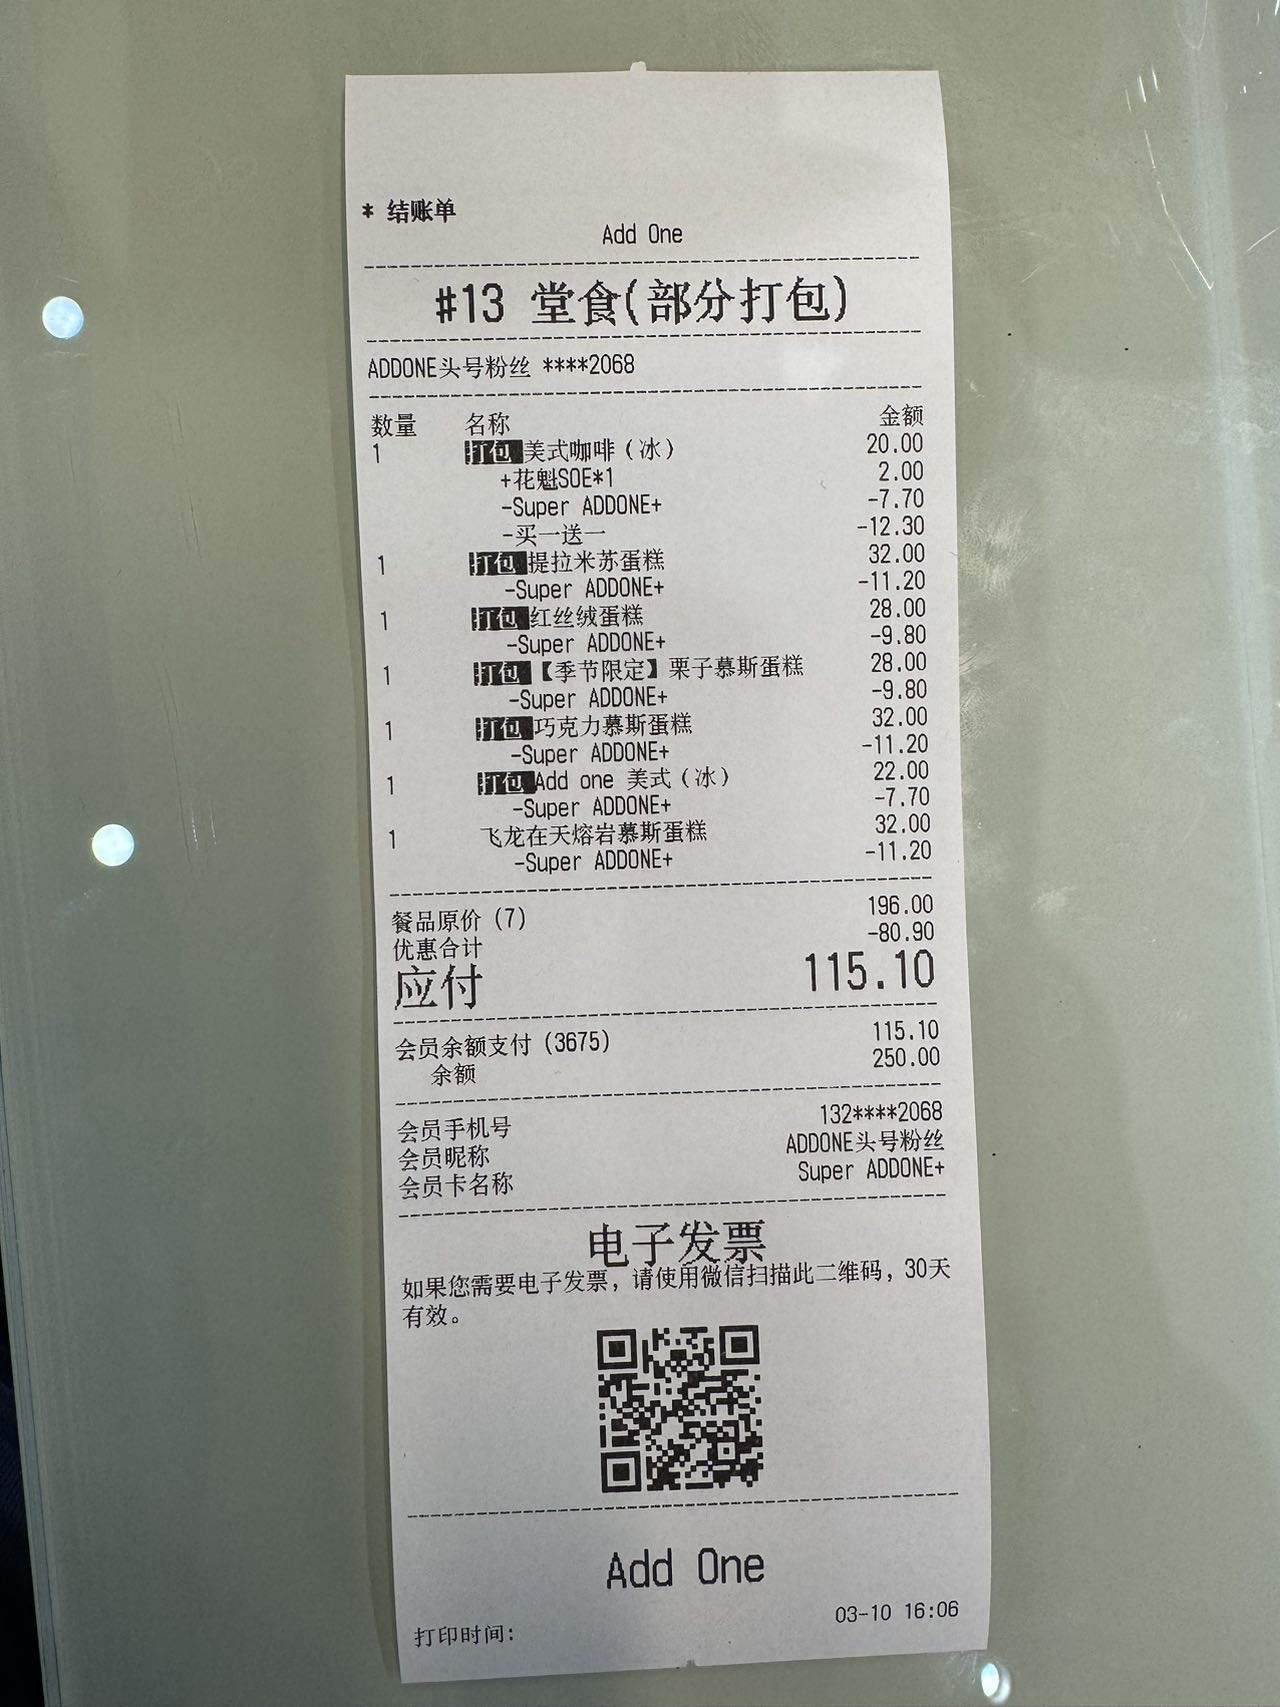 * 结账单
Add One
#13 堂食(部分打包)
ADDONE头号粉丝 ****2068
数量 名称 金额
1 打包 美式咖啡（冰） 20.00
+花魁SOE*1 2.00
-Super ADDONE+ -7.70
-买一送一 -12.30
1 打包 提拉米苏蛋糕 32.00
-Super ADDONE+ -11.20
1 打包 红丝绒蛋糕 28.00
-Super ADDONE+ -9.80
1 打包 【季节限定】栗子慕斯蛋糕 28.00
-Super ADDONE+ -9.80
1 打包 巧克力慕斯蛋糕 32.00
-Super ADDONE+ -11.20
1 打包 Add one 美式（冰） 22.00
-Super ADDONE+ -7.70
1 飞龙在天熔岩慕斯蛋糕 32.00
-Super ADDONE+ -11.20
餐品原价 (7) 196.00
优惠合计 -80.90
应付 115.10
会员余额支付 (3675) 115.10
余额 250.00
会员手机号 132****2068
会员昵称 ADDONE头号粉丝
会员卡名称 Super ADDONE+
电子发票
如果您需要电子发票，请使用微信扫描此二维码，30天
有效。
Add One
打印时间: 03-10 16:06